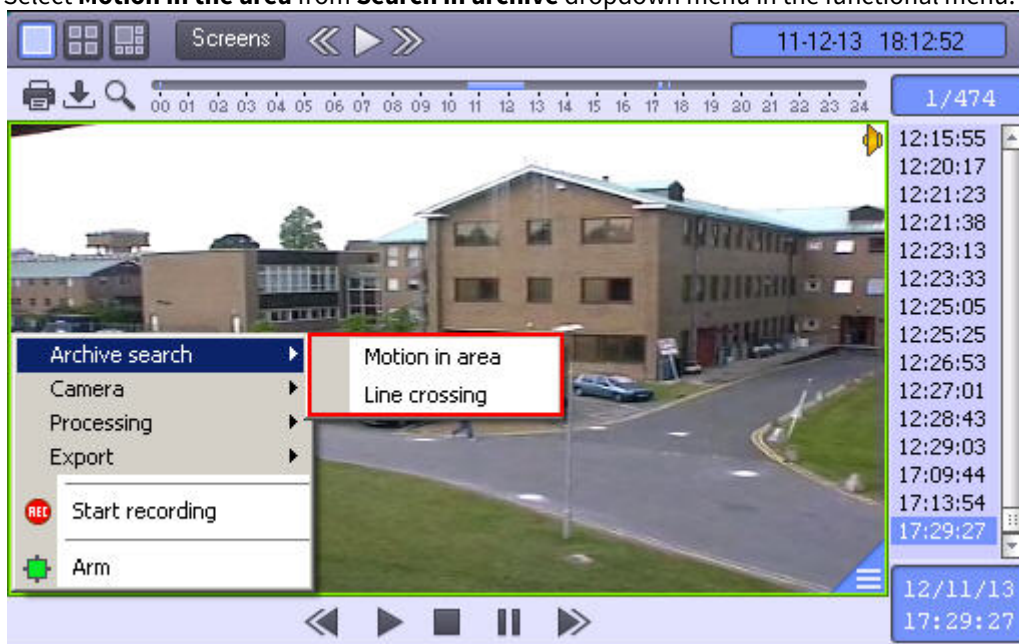 Select Motion in the area from Search in archive dropdown menu in the functional menu.
Screens
11-12-13 18:12:52
00 01 02 03 04 05 06 07 08 09 10 11 12 13 14 15 16 17 18 19 20 21 22 23 24
1/474
12:15:55
12:20:17
12:21:23
12:21:38
12:23:13
12:23:33
12:25:05
12:25:25
12:26:53
12:27:01
12:28:43
12:29:03
17:09:44
17:13:54
17:29:27
Archive search
Camera
Processing
Export
REC Start recording
Arm
Motion in area
Line crossing
12/11/13
17:29:27